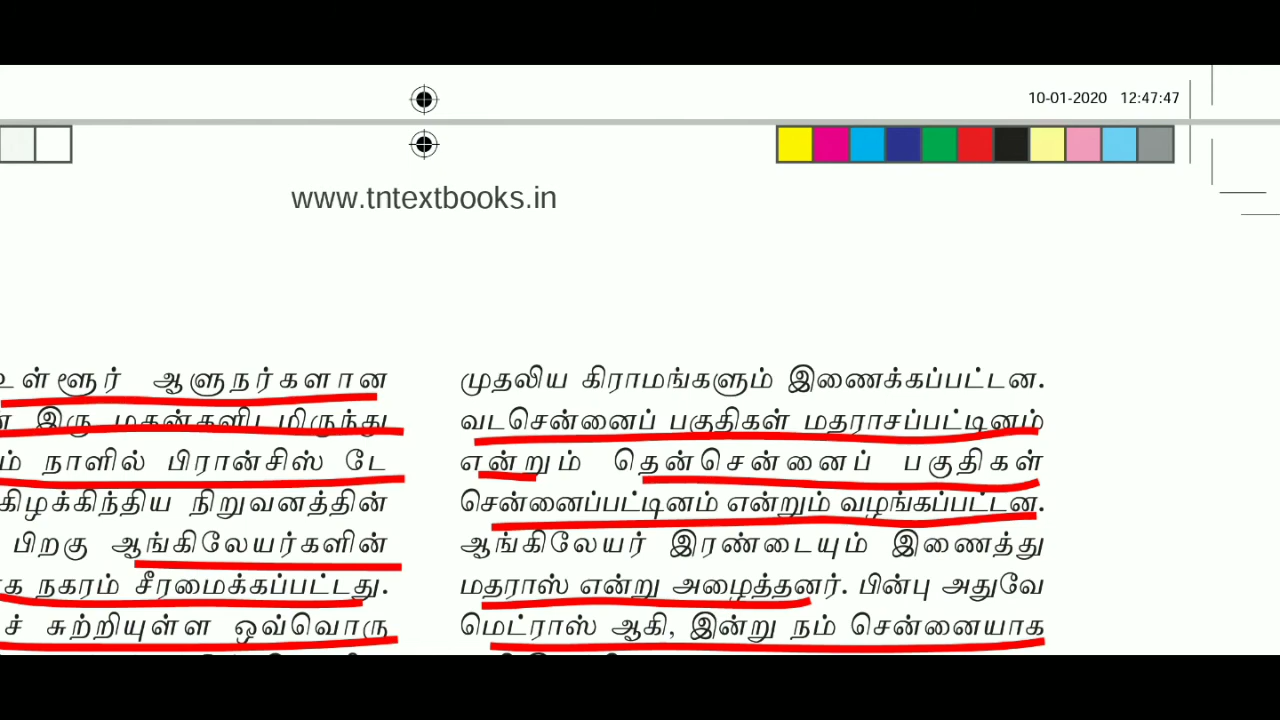 10-01-2020 12:47:47
www.tntextbooks.in
உள்ளூர் ஆளுநர்களான
இரு மகன்களிடமிருந்து
நாளில் பிரான்சிஸ் டே
கிழக்கிந்திய நிறுவனத்தின்
பிறகு ஆங்கிலேயர்களின்
நகரம் சீரமைக்கப்பட்டது.
சுற்றியுள்ள ஒவ்வொரு
முதலிய கிராமங்களும் இணைக்கப்பட்டன.
வடசென்னைப் பகுதிகள் மதராசப்பட்டினம்
என்றும் தென்சென்னைப் பகுதிகள்
சென்னைப்பட்டினம் என்றும் வழங்கப்பட்டன.
ஆங்கிலேயர் இரண்டையும் இணைத்து
மதராஸ் என்று அழைத்தனர். பின்பு அதுவே
மெட்ராஸ் ஆகி, இன்று நம் சென்னையாக